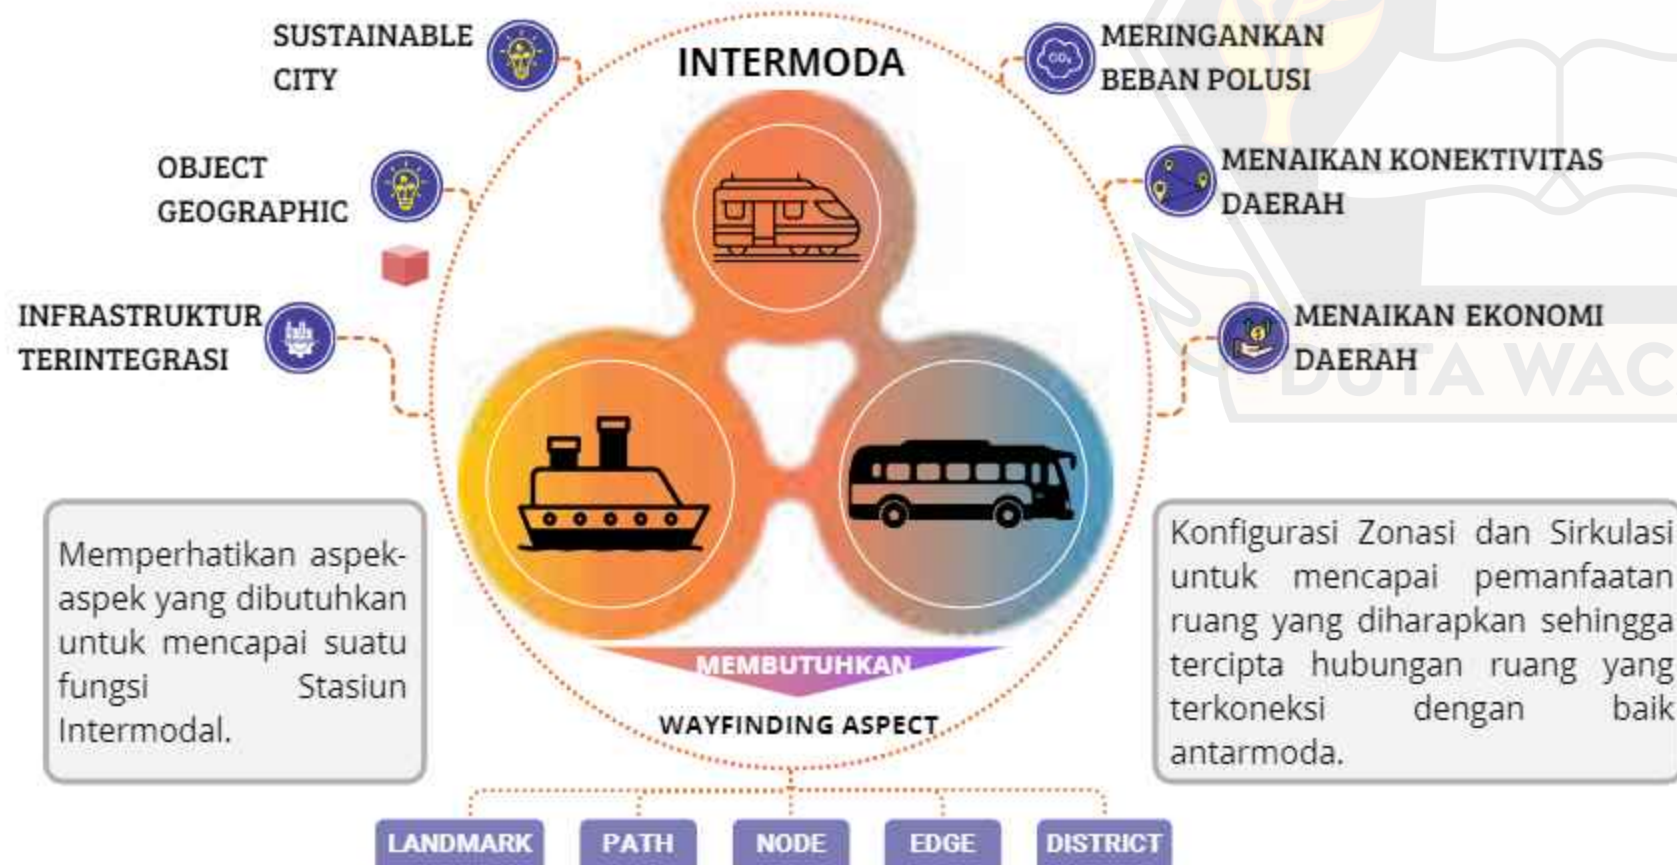 SUSTAINABLE
CITY
OBJECT
GEOGRAPHIC
INFRASTRUKTUR
TERINTEGRASI
INTERMODA
MERINGANKAN
BEBAN POLUSI
MENAIKAN KONEKTIVITAS
DAERAH
MENAIKAN EKONOMI
DAERAH
DUTA WAC
Memperhatikan aspek-
aspek yang dibutuhkan
untuk mencapai suatu
fungsi Stasiun
Intermodal.
MEMBUTUHKAN
WAYFINDING ASPECT
Konfigurasi Zonasi dan Sirkulasi
untuk mencapai pemanfaatan
ruang yang diharapkan sehingga
tercipta hubungan ruang yang
terkoneksi dengan baik
antarmoda.
LANDMARK
PATH
NODE
EDGE
DISTRICT